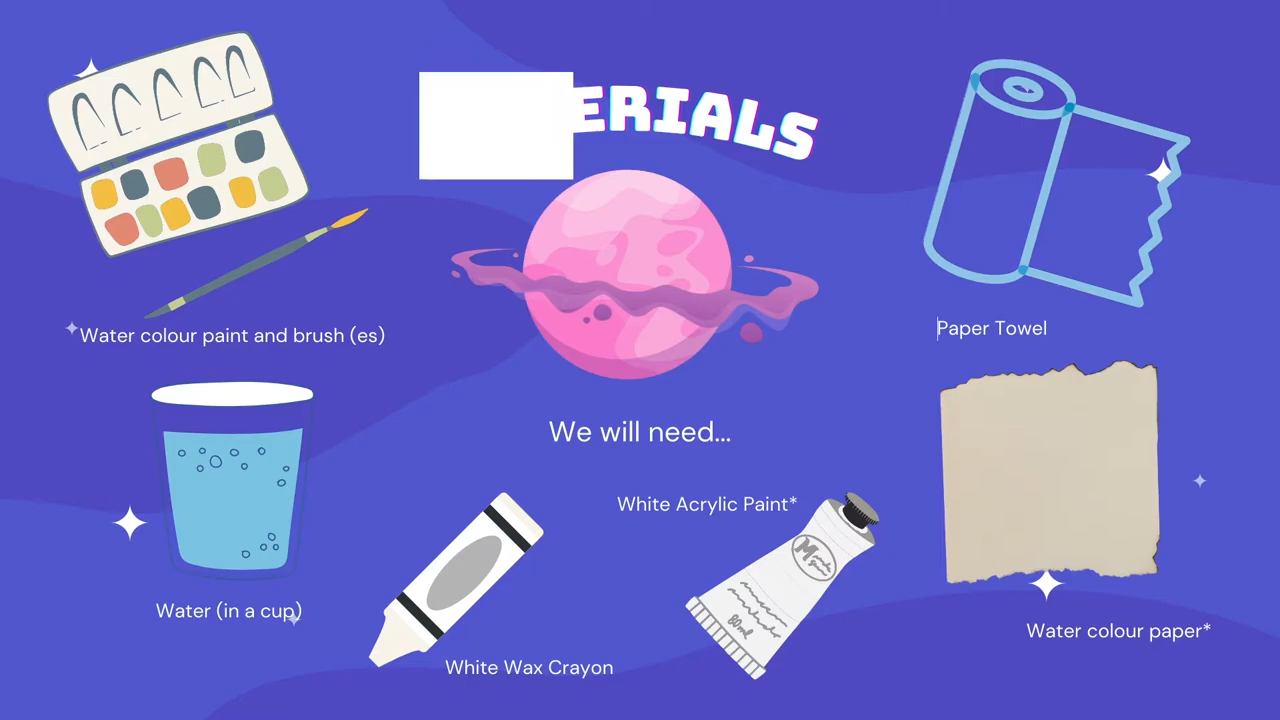 ERIALS
Water colour paint and brush (es)
Paper Towel
We will need...
White Acrylic Paint*
80ml
Water (in a cup)
Water colour paper*
White Wax Crayon